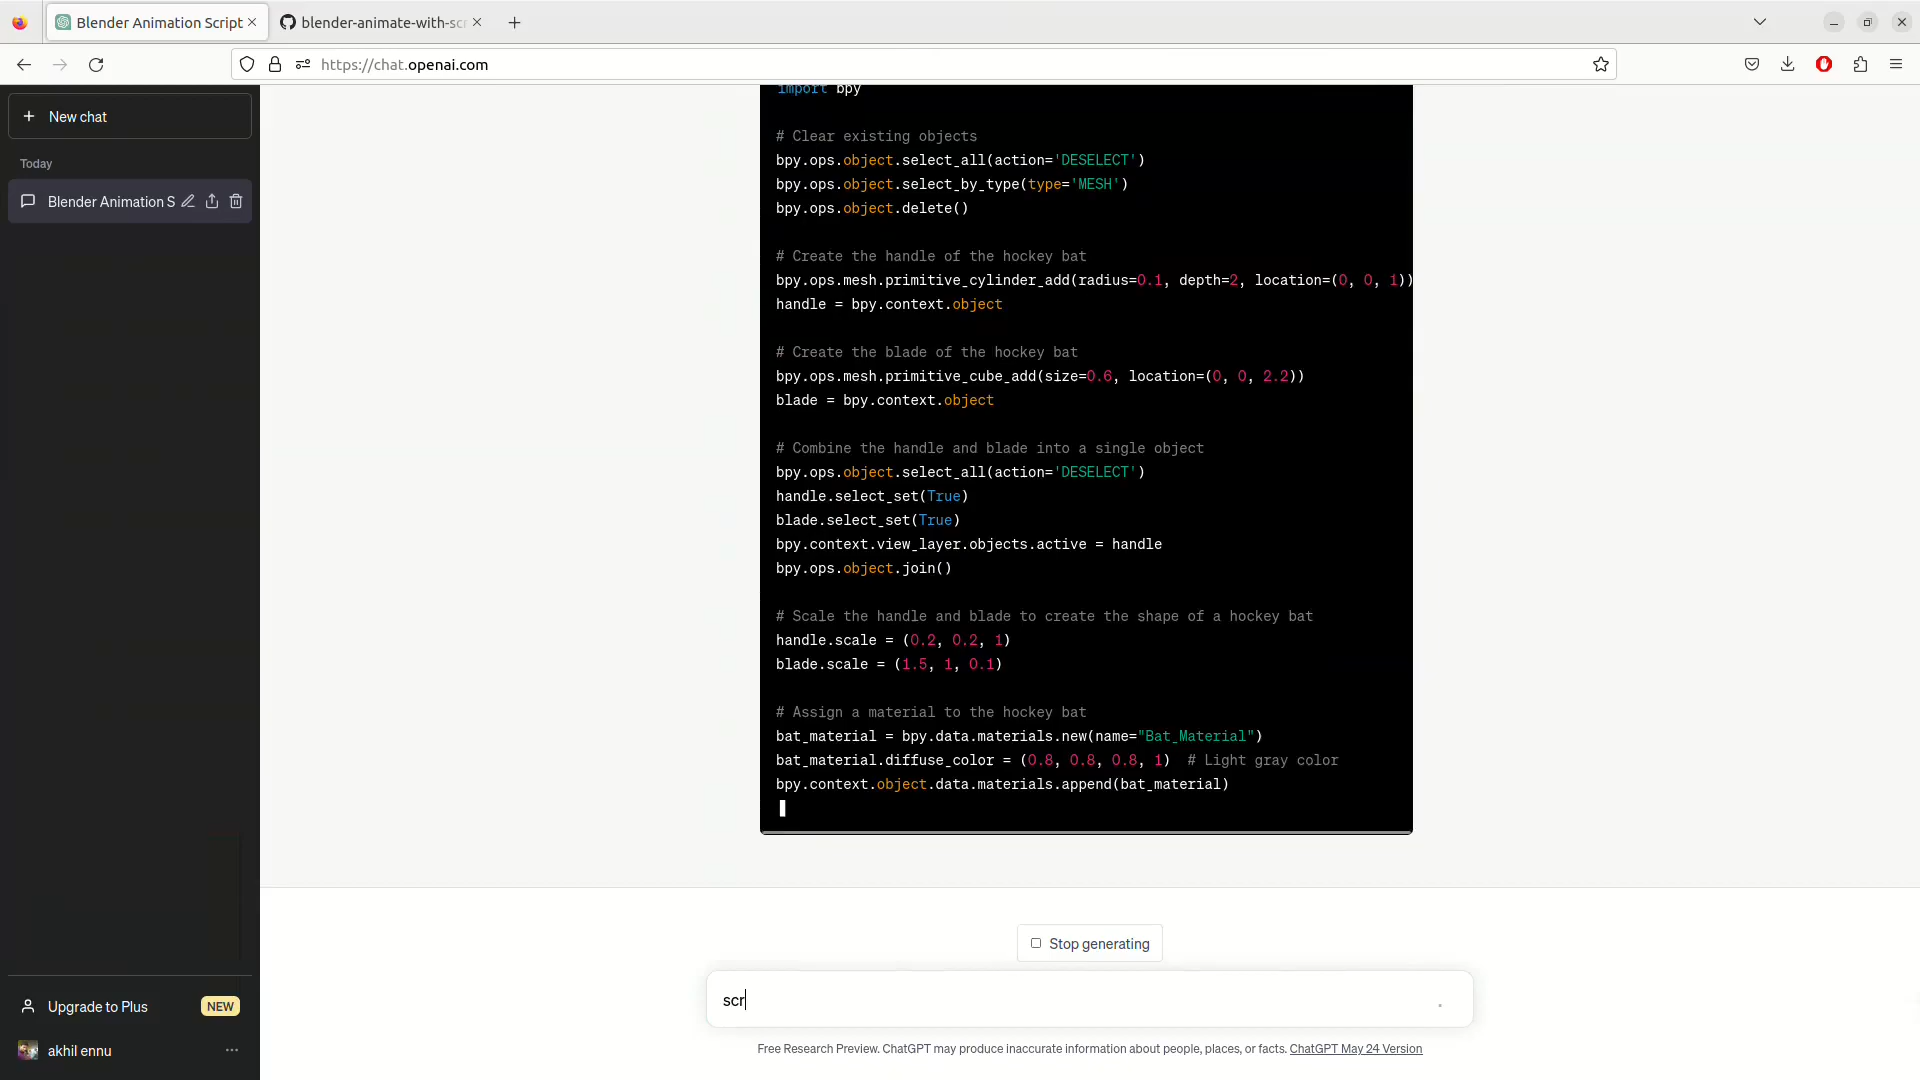 Blender Animation Script
blender-animate-with-scr
https://chat.openai.com
New chat
Today
Blender Animation S
import bpy
# Clear existing objects
bpy.ops.object.select_all(action='DESELECT')
bpy.ops.object.select_by_type(type='MESH')
bpy.ops.object.delete()
# Create the handle of the hockey bat
bpy.ops.mesh.primitive_cylinder_add(radius=0.1, depth=2, location=(0, 0, 1))
handle = bpy.context.object
# Create the blade of the hockey bat
bpy.ops.mesh.primitive_cube_add(size=0.6, location=(0, 0, 2.2))
blade = bpy.context.object
# Combine the handle and blade into a single object
bpy.ops.object.select_all(action='DESELECT')
handle.select_set(True)
blade.select_set(True)
bpy.context.view_layer.objects.active = handle
bpy.ops.object.join()
# Scale the handle and blade to create the shape of a hockey bat
handle.scale = (0.2, 0.2, 1)
blade.scale = (1.5, 1, 0.1)
# Assign a material to the hockey bat
bat_material = bpy.data.materials.new(name="Bat_Material")
bat_material.diffuse_color = (0.8, 0.8, 0.8, 1)  # Light gray color
bpy.context.object.data.materials.append(bat_material)
Stop generating
scr
Upgrade to Plus NEW
akhil ennu
Free Research Preview. ChatGPT may produce inaccurate information about people, places, or facts. ChatGPT May 24 Version